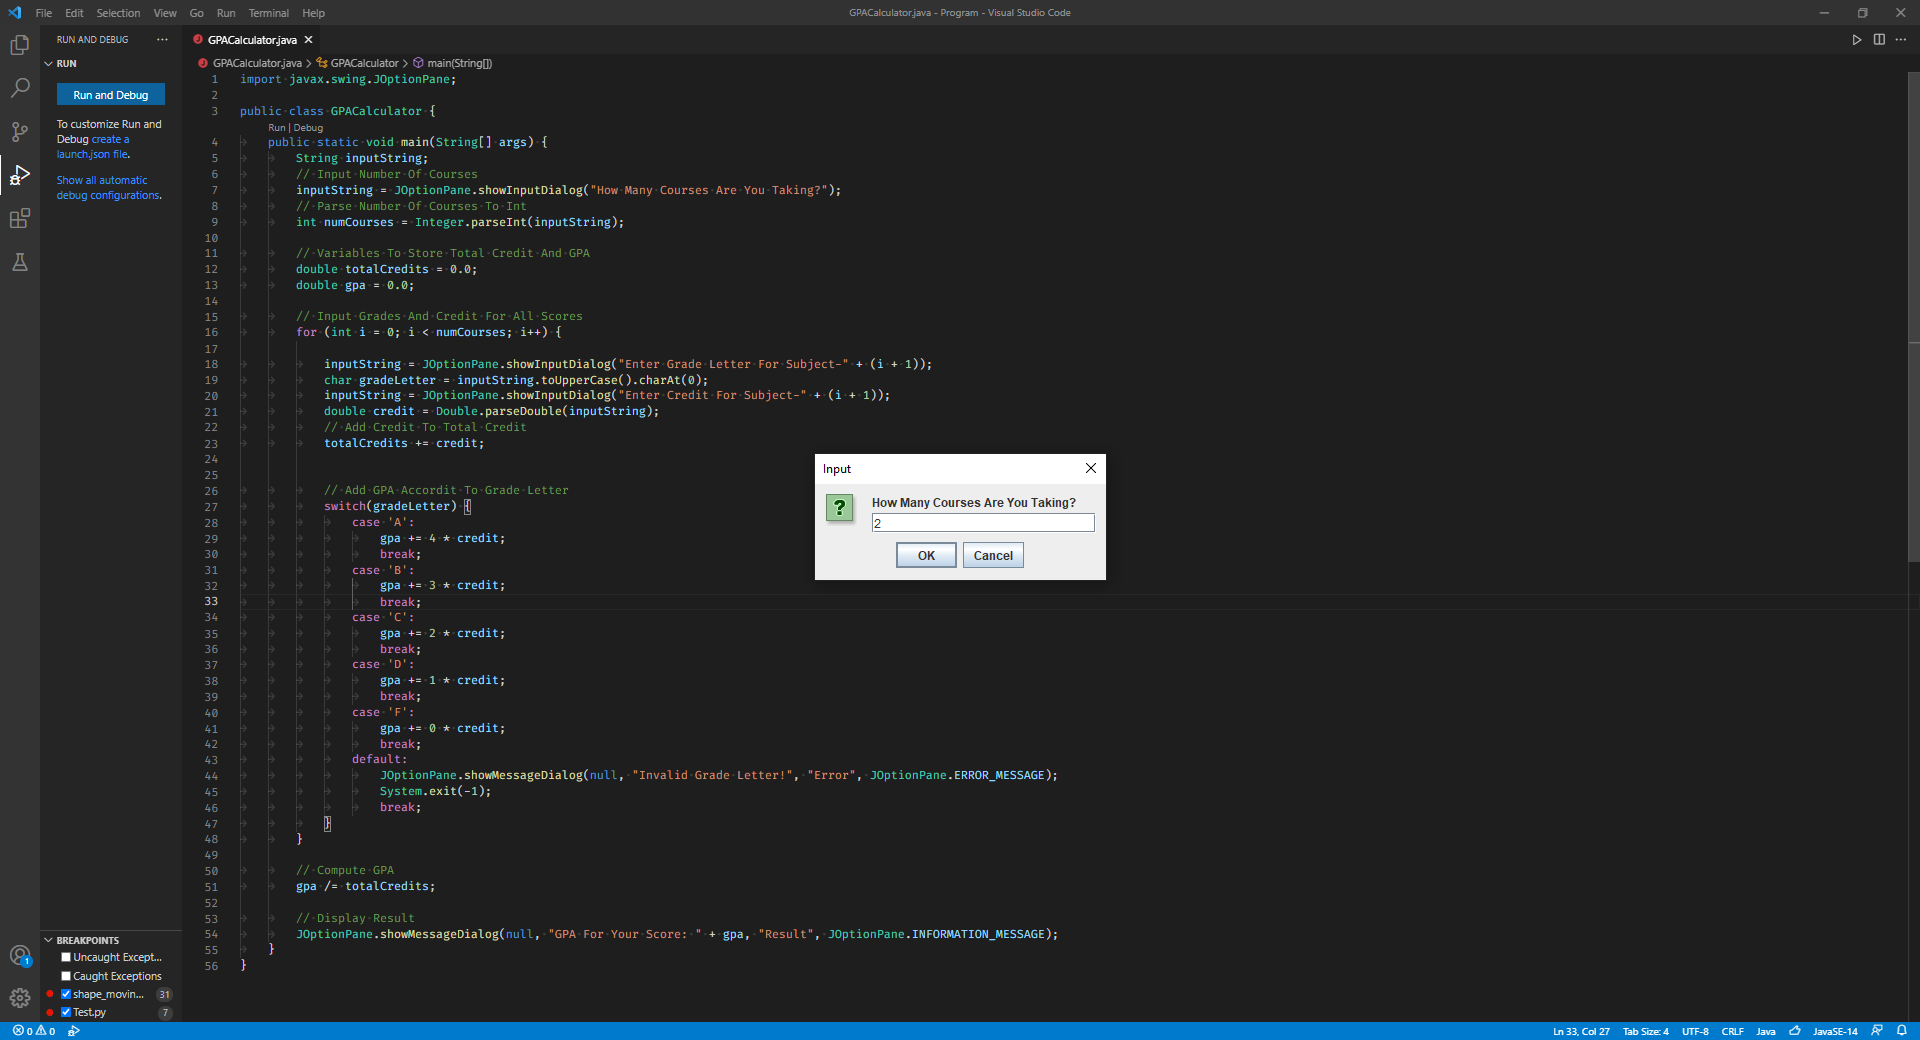 File Edit Selection View Go Run Terminal Help
GPACalculator.java - Program - Visual Studio Code
RUN AND DEBUG
RUN
Run and Debug
To customize Run and
Debug create a
launch.json file.
Show all automatic
debug configurations.
BREAKPOINTS
Uncaught Except...
Caught Exceptions
shape_movin... 31
Test.py 7
1
GPACalculator.java
GPACalculator.java > GPACalculator > main(String[])
1 import javax.swing.JOptionPane;
2
3 public class GPACalculator {
Run | Debug
4 public static void main(String[] args) {
5 String inputString;
6 // Input Number Of Courses
7 inputString = JOptionPane.showInputDialog("How Many Courses Are You Taking?");
8 // Parse Number Of Courses To Int
9 int numCourses = Integer.parseInt(inputString);
10
11 // Variables To Store Total Credit And GPA
12 double totalCredits = 0.0;
13 double gpa = 0.0;
14
15 // Input Grades And Credit For All Scores
16 for (int i = 0; i < numCourses; i++) {
17
18 inputString = JOptionPane.showInputDialog("Enter Grade Letter For Subject-" + (i + 1));
19 char gradeLetter = inputString.toUpperCase().charAt(0);
20 inputString = JOptionPane.showInputDialog("Enter Credit For Subject-" + (i + 1));
21 double credit = Double.parseDouble(inputString);
22 // Add Credit To Total Credit
23 totalCredits += credit;
24
25
26 // Add GPA Accordit To Grade Letter
27 switch(gradeLetter) {
28 case 'A':
29 gpa += 4 * credit;
30 break;
31 case 'B':
32 gpa += 3 * credit;
33 break;
34 case 'C':
35 gpa += 2 * credit;
36 break;
37 case 'D':
38 gpa += 1 * credit;
39 break;
40 case 'F':
41 gpa += 0 * credit;
42 break;
43 default:
44 JOptionPane.showMessageDialog(null, "Invalid Grade Letter!", "Error", JOptionPane.ERROR_MESSAGE);
45 System.exit(-1);
46 break;
47 }
48 }
49
50 // Compute GPA
51 gpa /= totalCredits;
52
53 // Display Result
54 JOptionPane.showMessageDialog(null, "GPA For Your Score: " + gpa, "Result", JOptionPane.INFORMATION_MESSAGE);
55 }
56 }
Input
How Many Courses Are You Taking?
2
OK Cancel
0 0
Ln 33, Col 27 Tab Size: 4 UTF-8 CRLF Java JavaSE-14